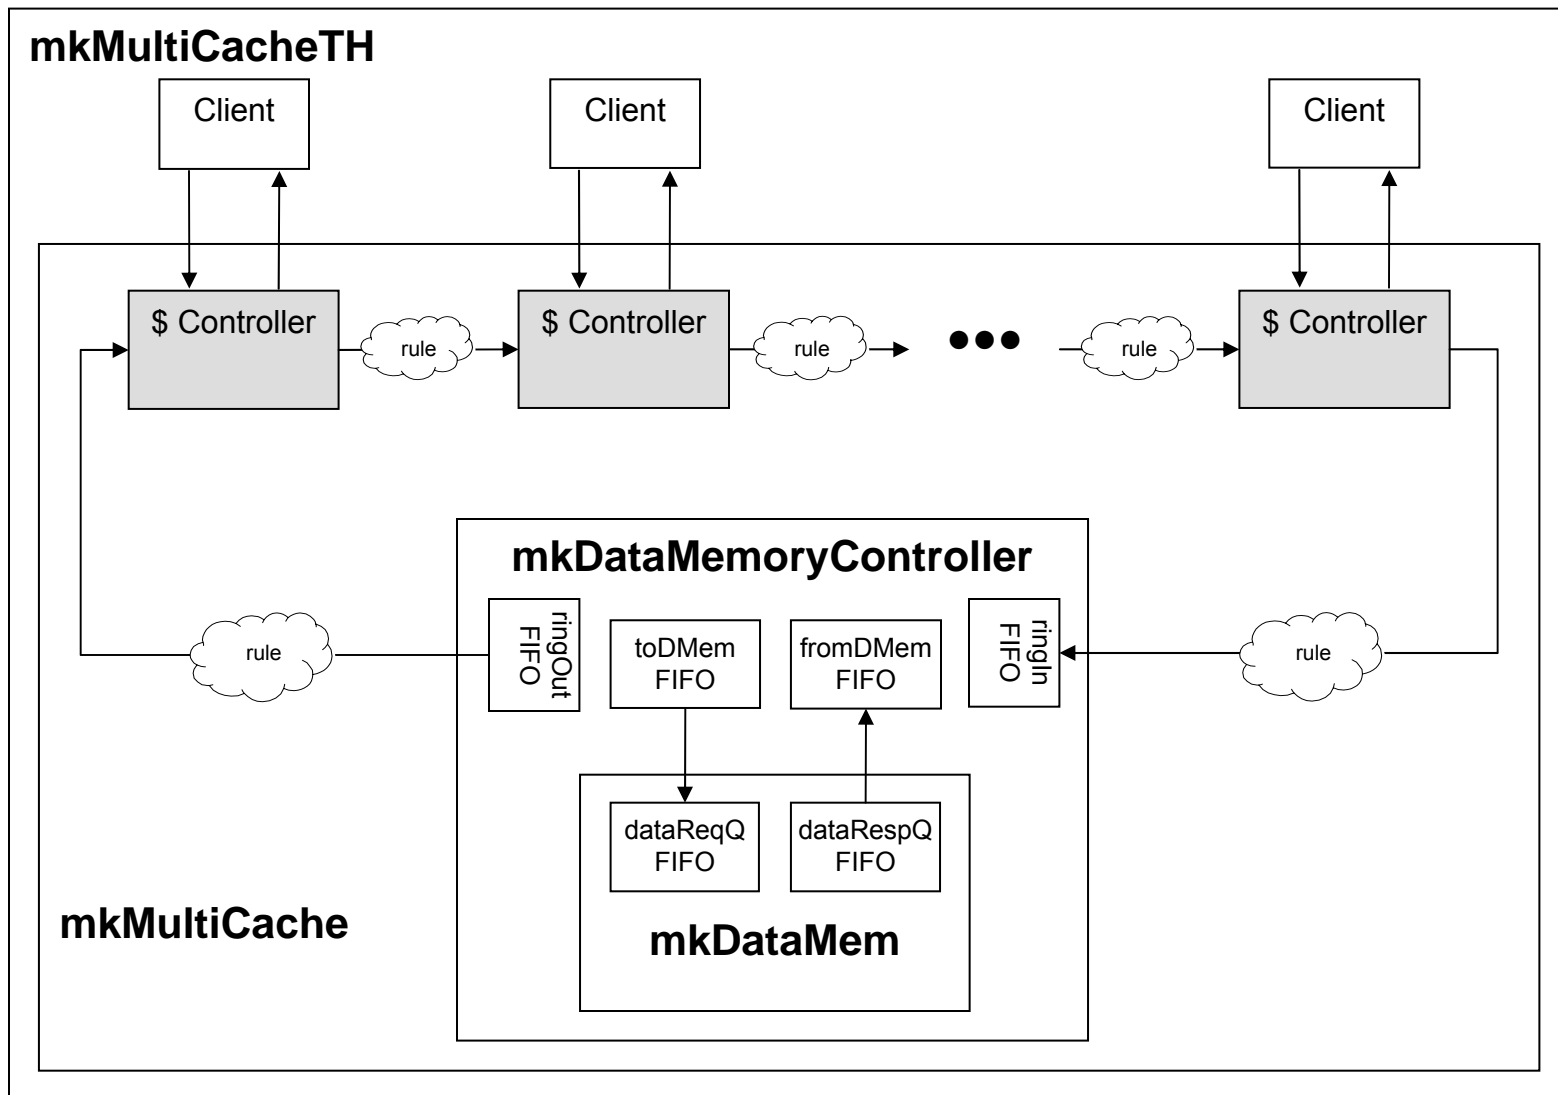 mkMultiCacheTH
Client
Client
Client
$ Controller
$ Controller
$ Controller
rule
rule
rule
mkDataMemoryController
rule
ringOut
FIFO
toDMem
FIFO
fromDMem
FIFO
ringIn
FIFO
rule
dataReqQ
FIFO
dataRespQ
FIFO
mkMultiCache
mkDataMem